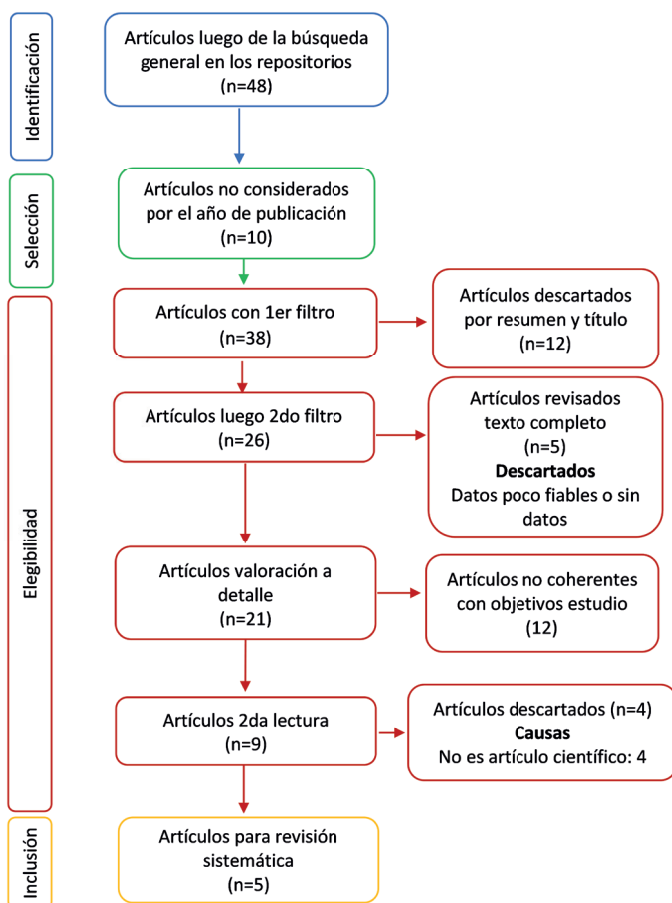 Identificación
Artículos luego de la búsqueda
general en los repositorios
(n=48)
Selección
Artículos no considerados
por el año de publicación
(n=10)
Elegibilidad
Artículos con 1er filtro
(n=38)
Artículos descartados
por resumen y título
(n=12)
Artículos luego 2do filtro
(n=26)
Artículos revisados
texto completo
(n=5)
Descartados
Datos poco fiables o sin
datos
Artículos valoración a
detalle
(n=21)
Artículos no coherentes
con objetivos estudio
(12)
Artículos 2da lectura
(n=9)
Artículos descartados (n=4)
Causas
No es artículo científico: 4
Inclusión
Artículos para revisión
sistemática
(n=5)